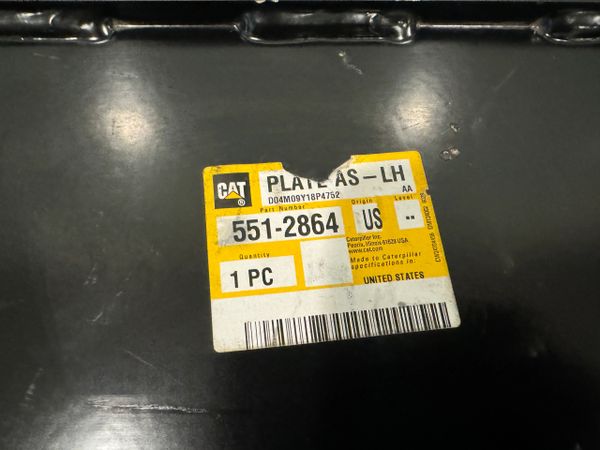 CAT®
PLATE AS-LH
D04M09Y18P4752
AA
Part Number
Origin
Level
551-2864
US
--
Caterpillar Inc.
Peoria, Illinois 61629 USA
www.cat.com
Quantity
Made to Caterpillar
specifications in:
1 PC
UNITED STATES